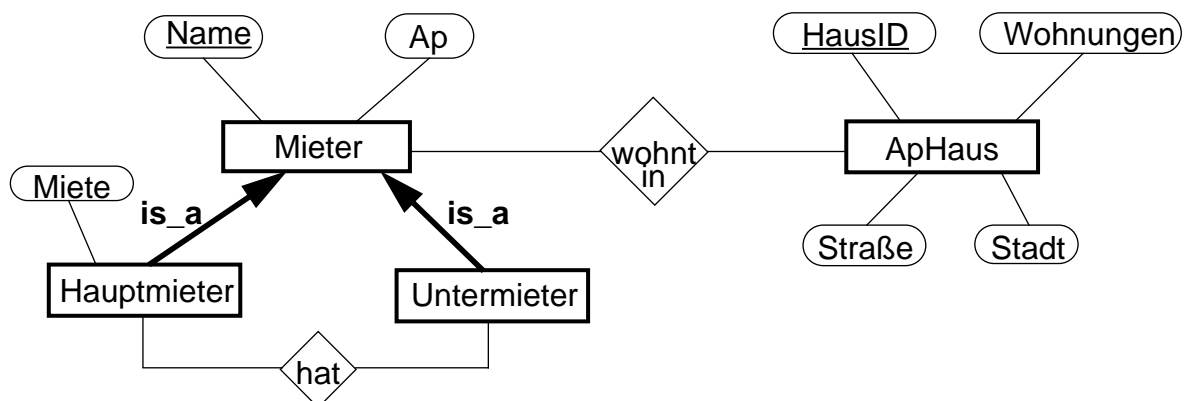 Name
Ap
HausID
Wohnungen
Mieter
wohnt
in
ApHaus
Miete
is_a
is_a
Straße
Stadt
Hauptmieter
Untermieter
hat